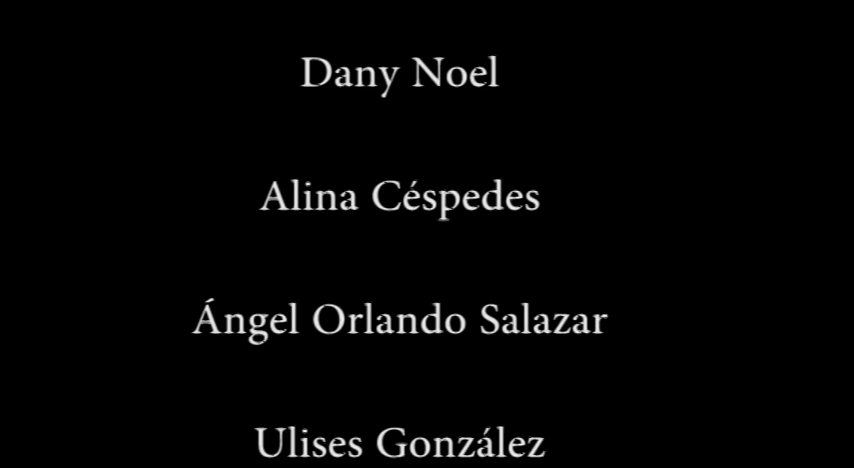 Dany Noel
Alina Céspedes
Ángel Orlando Salazar
Ulises González